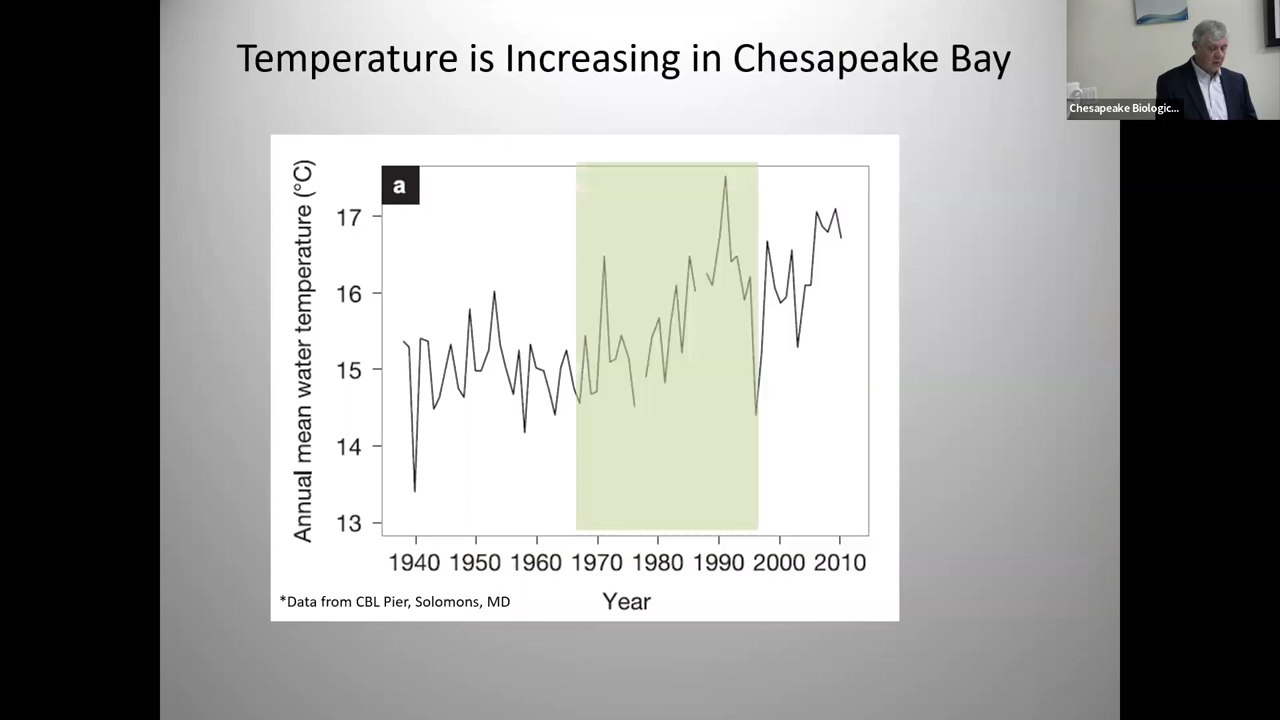 Temperature is Increasing in Chesapeake Bay
Chesapeake Biologic...
a
Annual mean water temperature (°C)
17
16
15
14
13
1940 1950 1960 1970 1980 1990 2000 2010
Year
*Data from CBL Pier, Solomons, MD